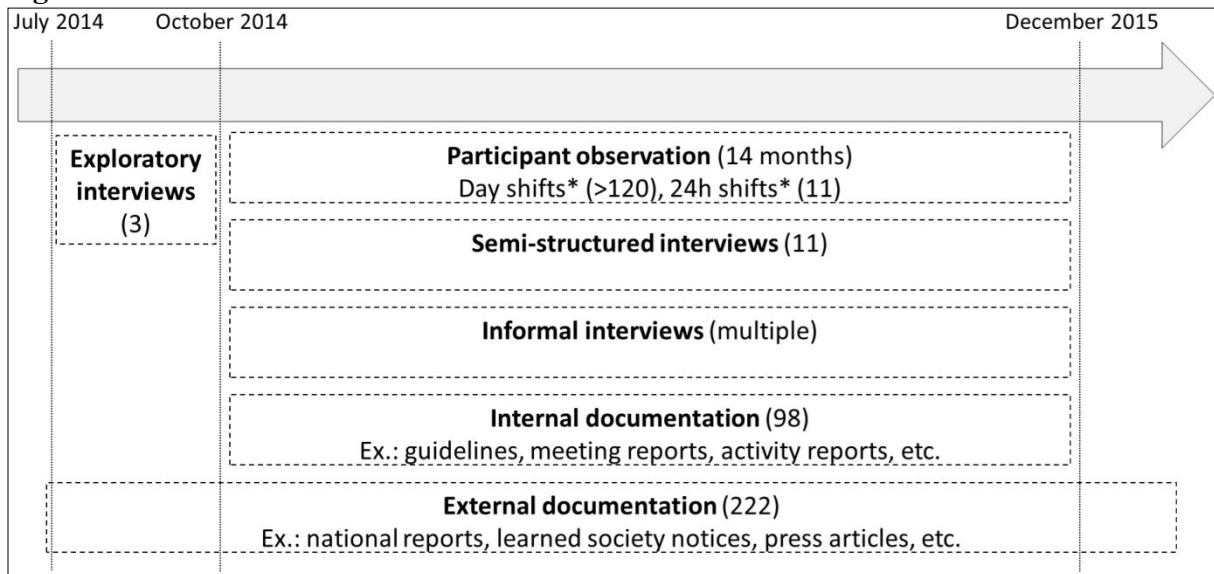 July 2014
October 2014
December 2015
Exploratory
interviews
(3)
Participant observation (14 months)
Day shifts* (>120), 24h shifts* (11)
Semi-structured interviews (11)
Informal interviews (multiple)
Internal documentation (98)
Ex.: guidelines, meeting reports, activity reports, etc.
External documentation (222)
Ex.: national reports, learned society notices, press articles, etc.